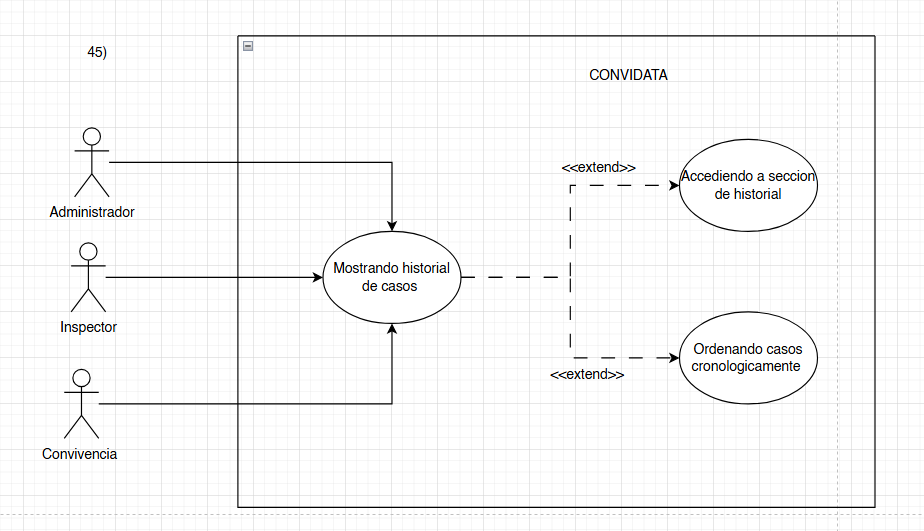 45)
CONVIDATA
Administrador
Inspector
Convivencia
Mostrando historial
de casos
<<extend>>
Accediendo a seccion
de historial
<<extend>>
Ordenando casos
cronologicamente